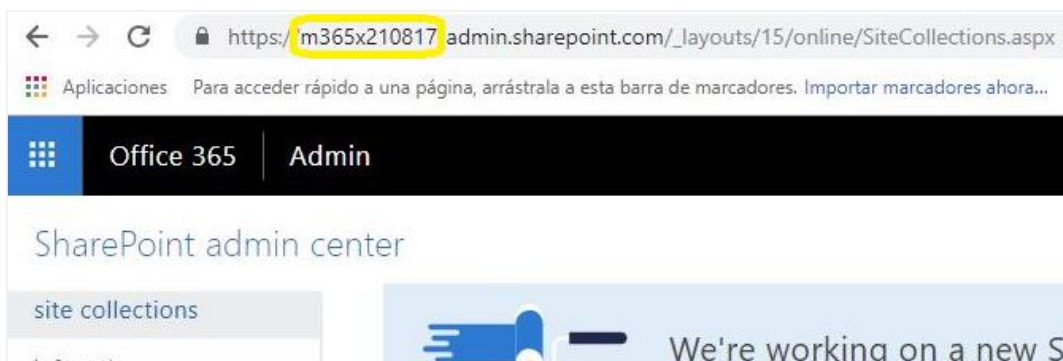 https://m365x210817-admin.sharepoint.com/_layouts/15/online/SiteCollections.aspx
Aplicaciones Para acceder rápido a una página, arrástrala a esta barra de marcadores. Importar marcadores ahora...
Office 365 Admin
SharePoint admin center
site collections
We're working on a new S